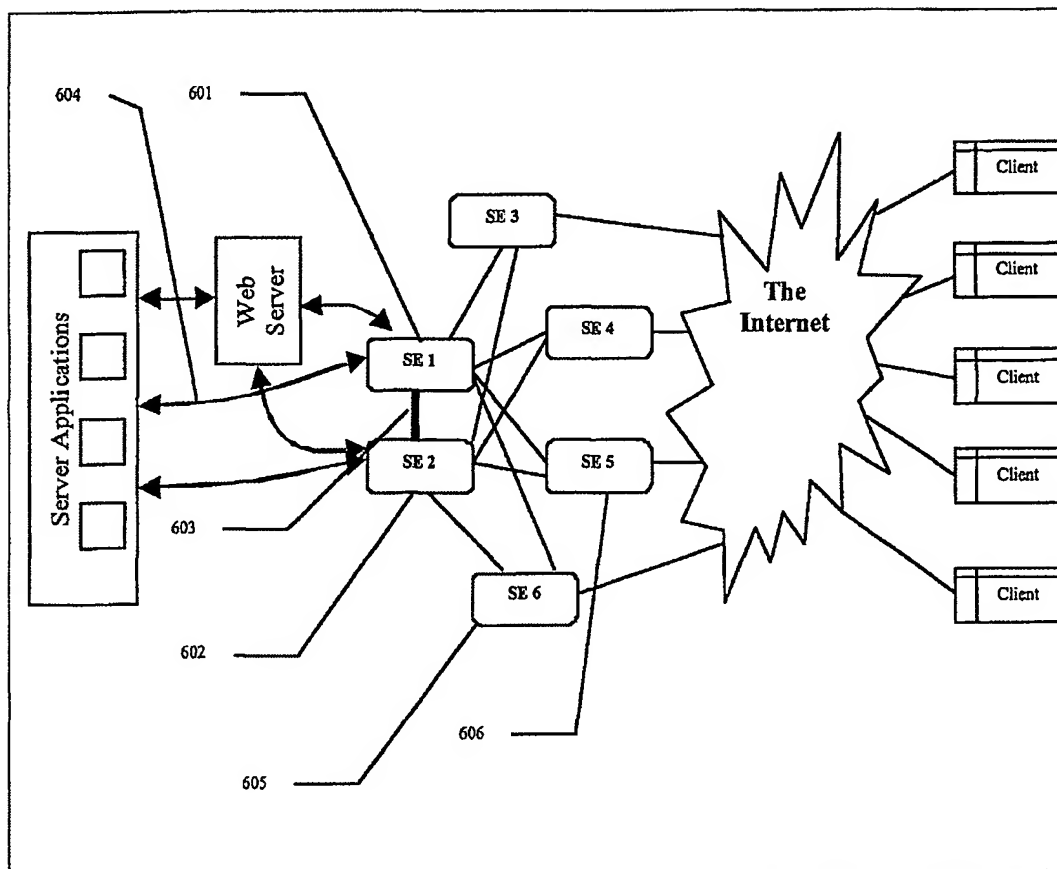 604
601
Client
SE 3
Web
Server
The
Internet
Client
SE 4
SE 1
Client
Server Applications
SE 2
SE 5
Client
603
SE 6
Client
602
606
605